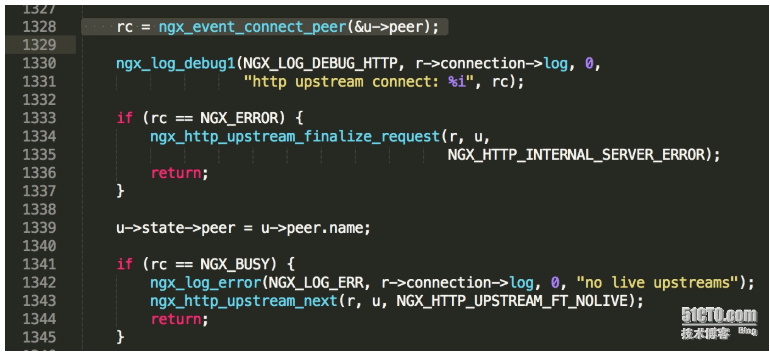 1327
1328 rc = ngx_event_connect_peer(&u->peer);
1329
1330 ngx_log_debug1(NGX_LOG_DEBUG_HTTP, r->connection->log, 0,
1331 "http upstream connect: %i", rc);
1332
1333 if (rc == NGX_ERROR) {
1334 ngx_http_upstream_finalize_request(r, u,
1335 NGX_HTTP_INTERNAL_SERVER_ERROR);
1336 return;
1337 }
1338
1339 u->state->peer = u->peer.name;
1340
1341 if (rc == NGX_BUSY) {
1342 ngx_log_error(NGX_LOG_ERR, r->connection->log, 0, "no live upstreams");
1343 ngx_http_upstream_next(r, u, NGX_HTTP_UPSTREAM_FT_NOLIVE);
1344 return;
1345 }
51CTO.com
技术博客 Blog